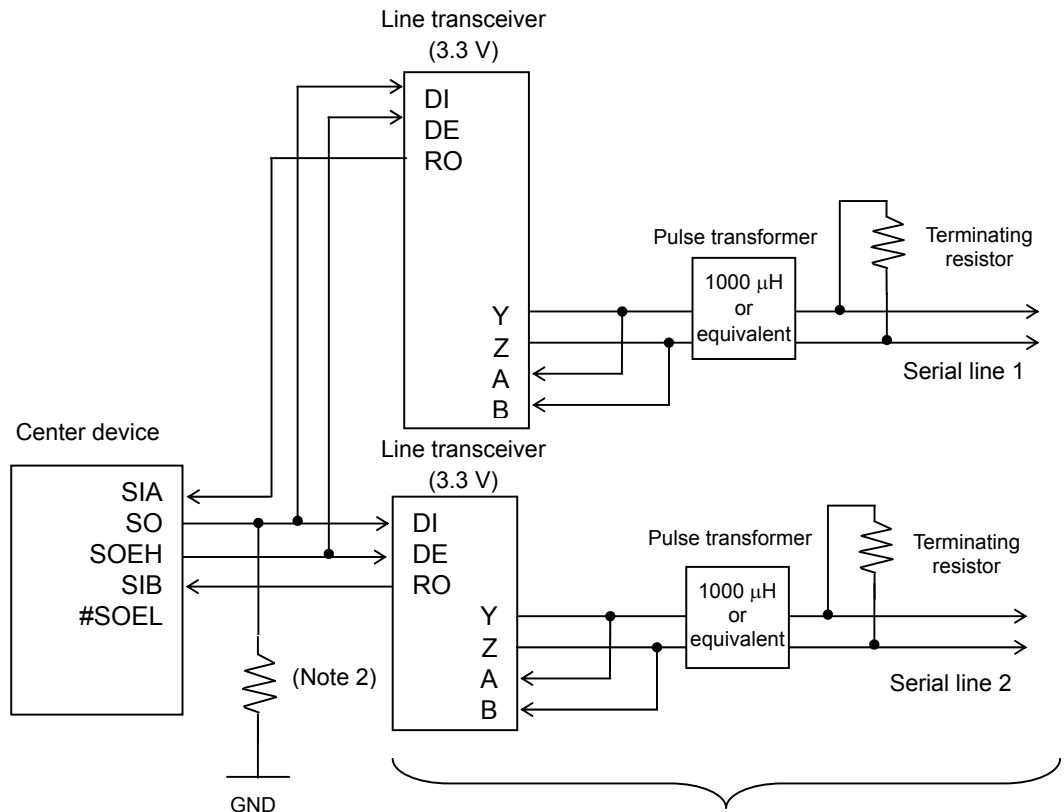 Line transceiver
(3.3 V)
DI
DE
RO
Y
Z
A
B
Pulse transformer
1000 μH
or
equivalent
Terminating
resistor
Serial line 1
Center device
SIA
SO
SOEH
SIB
#SOEL
(Note 2)
GND
Line transceiver
(3.3 V)
DI
DE
RO
Y
Z
A
B
Pulse transformer
1000 μH
or
equivalent
Terminating
resistor
Serial line 2